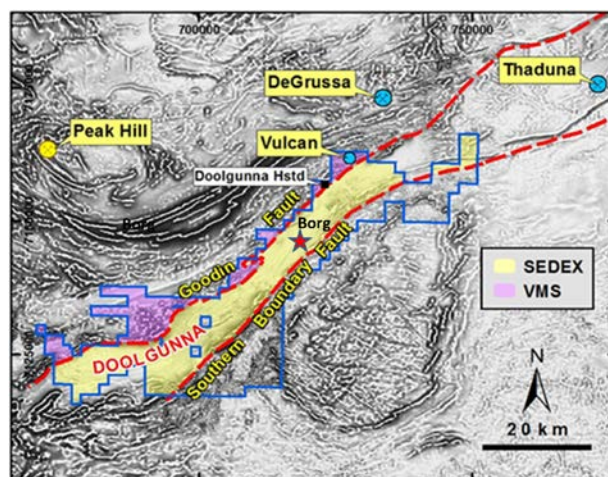 700000
750000
DeGrussa
Thaduna
Peak Hill
Vulcan
Doolgunna Hstd
Borg
Goodin
Fault
Southern
Boundary
Fault
DOOLGUNNA
SEDEX
VMS
N
20 km